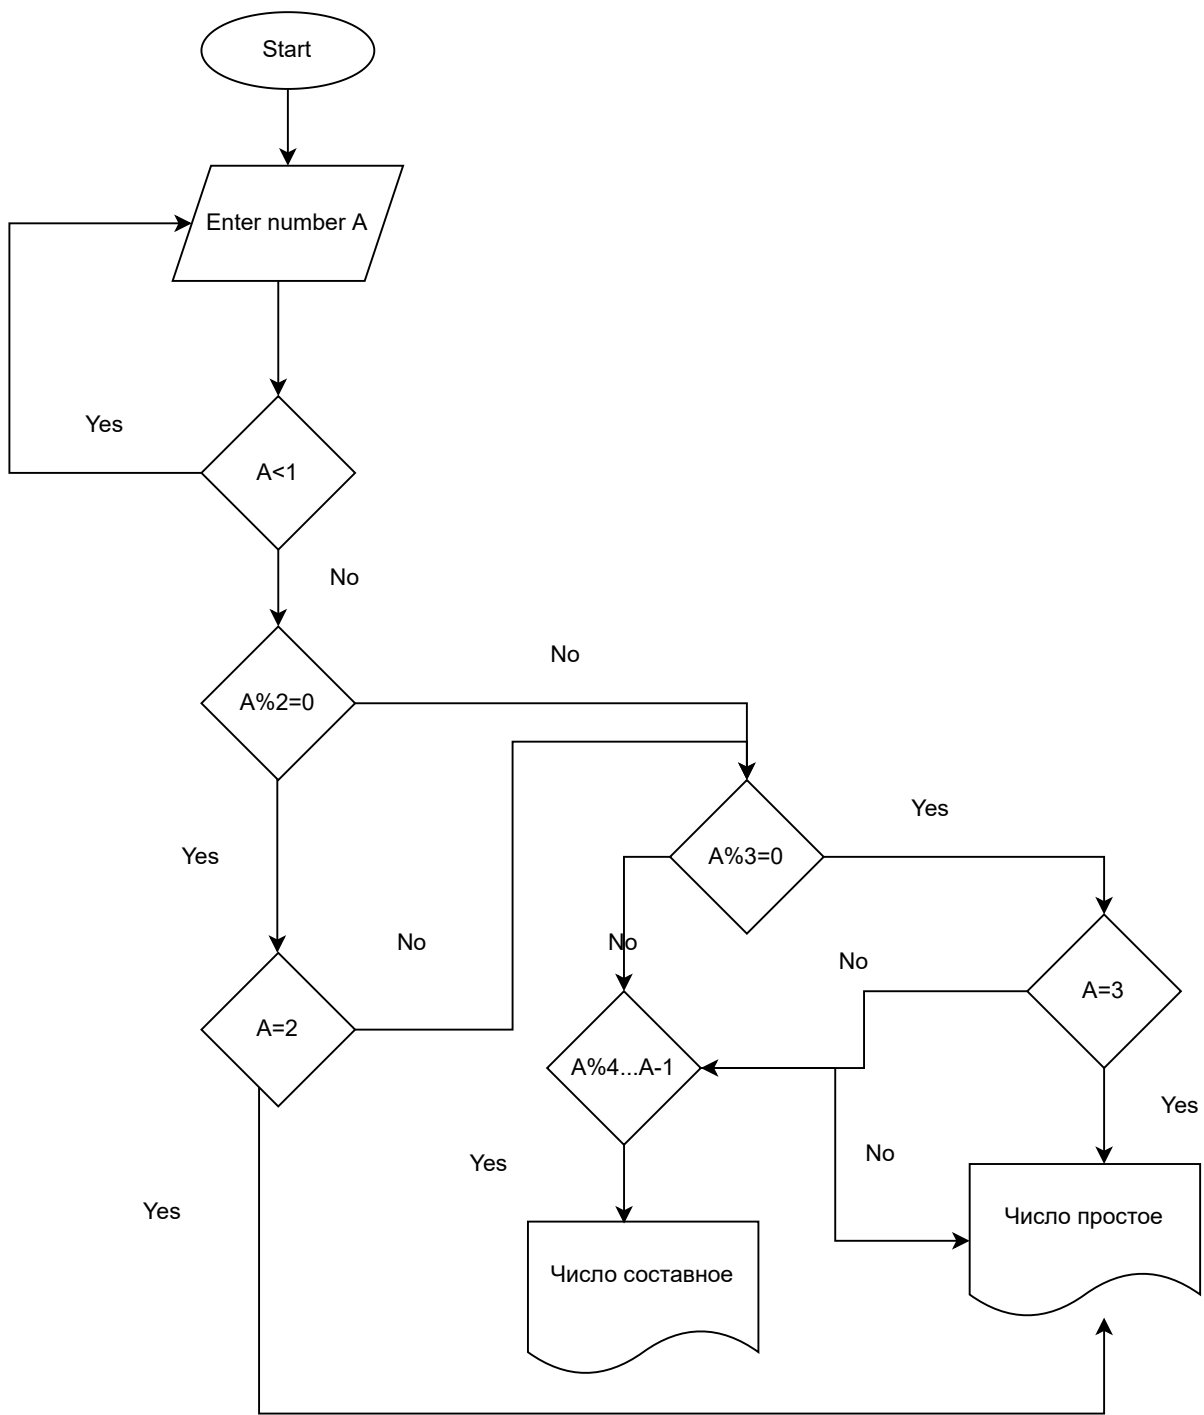 Start
Enter number A
Yes
A<1
No
No
A%2=0
Yes
A%3=0
Yes
No
No
No
A=3
A=2
A%4...A-1
Yes
No
Yes
Yes
Число простое
Число составное